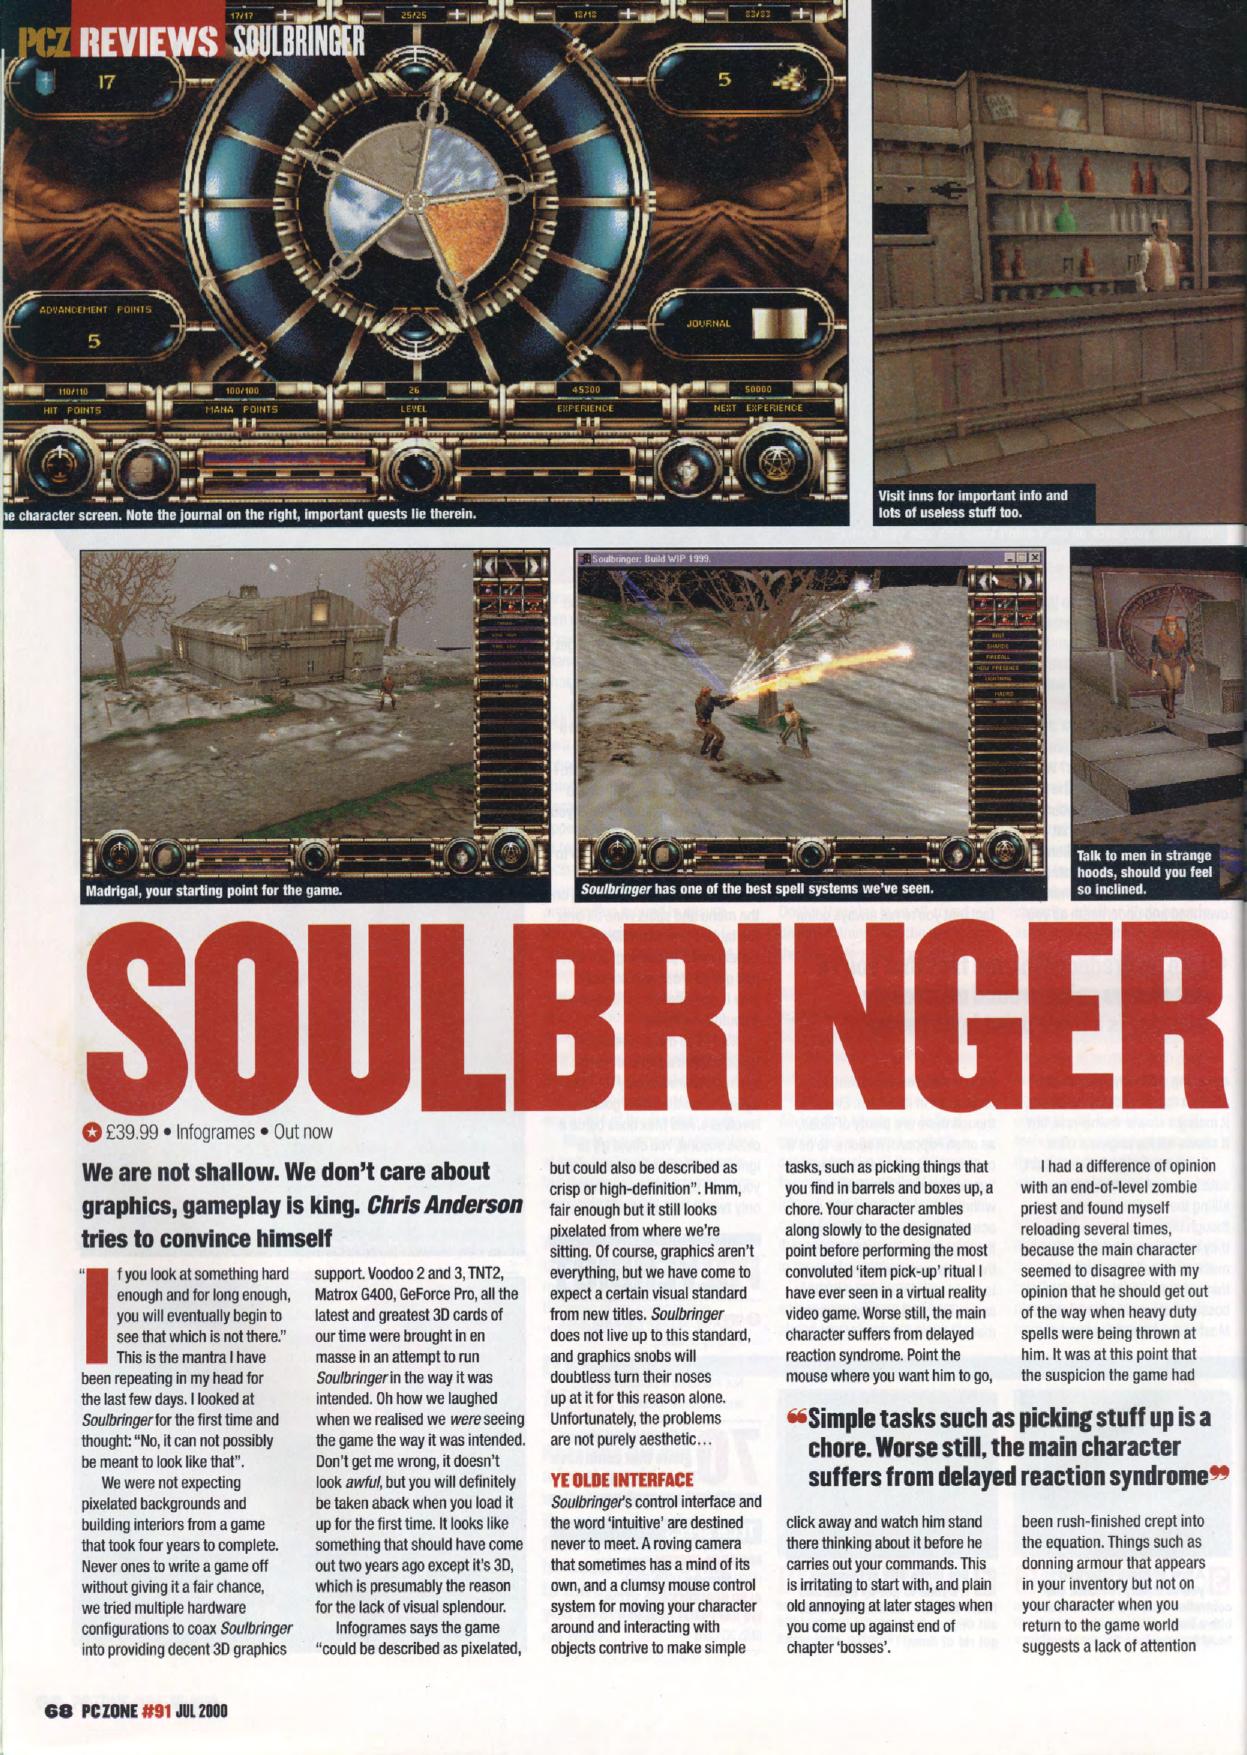 PCZ REVIEWS SOULBRINGER
17/17
25/25
18/18
83/83
17
5
ADVANCEMENT POINTS
5
JOURNAL
110/110
100/100
26
45300
50000
HIT POINTS
MANA POINTS
LEVEL
EXPERIENCE
NEXT EXPERIENCE
he character screen. Note the journal on the right, important quests lie therein.
Visit inns for important info and
lots of useless stuff too.
Madrigal, your starting point for the game.
Soulbringer: Build WIP 1999.
BOLT
SHARDS
FIREBALL
LIGHTNING
MACRO
Soulbringer has one of the best spell systems we've seen.
Talk to men in strange
hoods, should you feel
so inclined.
SOULBRINGER
£39.99 • Infogrames • Out now
We are not shallow. We don't care about
graphics, gameplay is king. Chris Anderson
tries to convince himself
"If you look at something hard
enough and for long enough,
you will eventually begin to
see that which is not there."
This is the mantra I have
been repeating in my head for
the last few days. I looked at
Soulbringer for the first time and
thought: "No, it can not possibly
be meant to look like that".
We were not expecting
pixelated backgrounds and
building interiors from a game
that took four years to complete.
Never ones to write a game off
without giving it a fair chance,
we tried multiple hardware
configurations to coax Soulbringer
into providing decent 3D graphics
support. Voodoo 2 and 3, TNT2,
Matrox G400, GeForce Pro, all the
latest and greatest 3D cards of
our time were brought in en
masse in an attempt to run
Soulbringer in the way it was
intended. Oh how we laughed
when we realised we were seeing
the game the way it was intended.
Don't get me wrong, it doesn't
look awful, but you will definitely
be taken aback when you load it
up for the first time. It looks like
something that should have come
out two years ago except it's 3D,
which is presumably the reason
for the lack of visual splendour.
Infogrames says the game
"could be described as pixelated,
but could also be described as
crisp or high-definition". Hmm,
fair enough but it still looks
pixelated from where we're
sitting. Of course, graphics aren't
everything, but we have come to
expect a certain visual standard
from new titles. Soulbringer
does not live up to this standard,
and graphics snobs will
doubtless turn their noses
up at it for this reason alone.
Unfortunately, the problems
are not purely aesthetic...
YE OLDE INTERFACE
Soulbringer's control interface and
the word 'intuitive' are destined
never to meet. A roving camera
that sometimes has a mind of its
own, and a clumsy mouse control
system for moving your character
around and interacting with
objects contrive to make simple
tasks, such as picking things that
you find in barrels and boxes up, a
chore. Your character ambles
along slowly to the designated
point before performing the most
convoluted 'item pick-up' ritual I
have ever seen in a virtual reality
video game. Worse still, the main
character suffers from delayed
reaction syndrome. Point the
mouse where you want him to go,
click away and watch him stand
there thinking about it before he
carries out your commands. This
is irritating to start with, and plain
old annoying at later stages when
you come up against end of
chapter 'bosses'.
I had a difference of opinion
with an end-of-level zombie
priest and found myself
reloading several times,
because the main character
seemed to disagree with my
opinion that he should get out
of the way when heavy duty
spells were being thrown at
him. It was at this point that
the suspicion the game had
been rush-finished crept into
the equation. Things such as
donning armour that appears
in your inventory but not on
your character when you
return to the game world
suggests a lack of attention
“Simple tasks such as picking stuff up is a
chore. Worse still, the main character
suffers from delayed reaction syndrome”
68 PCZONE #91 JUL 2000